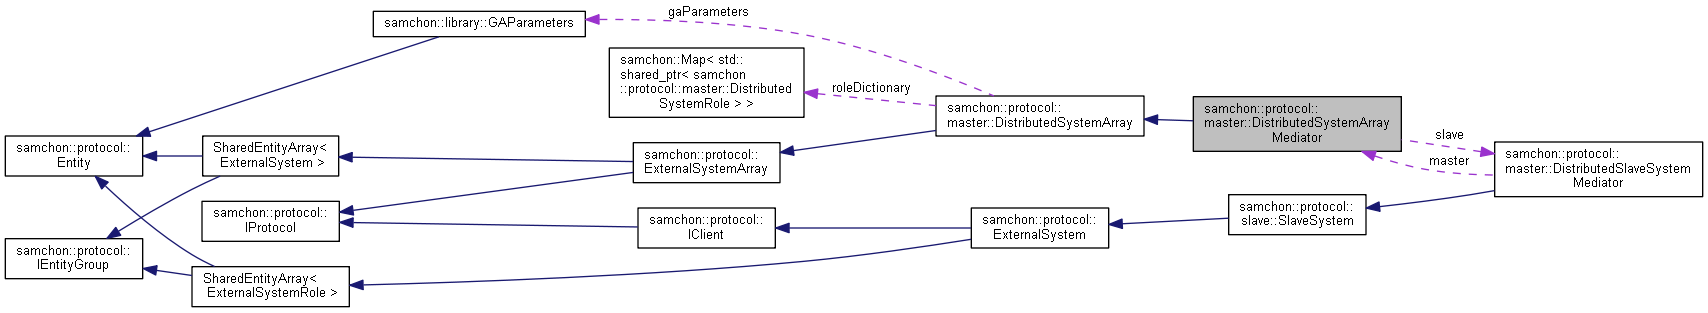 samchon::library::GAParameters
gaParameters
samchon::Map< std::
shared_ptr< samchon
::protocol::master::Distributed
SystemRole > >
roleDictionary
samchon::protocol::
master::DistributedSystemArray
samchon::protocol::
master::DistributedSystemArray
Mediator
slave
master
samchon::protocol::
master::DistributedSlaveSystem
Mediator
samchon::protocol::
Entity
SharedEntityArray<
ExternalSystem >
samchon::protocol::
ExternalSystemArray
samchon::protocol::
IProtocol
samchon::protocol::
IClient
samchon::protocol::
ExternalSystem
samchon::protocol::
slave::SlaveSystem
samchon::protocol::
IEntityGroup
SharedEntityArray<
ExternalSystemRole >